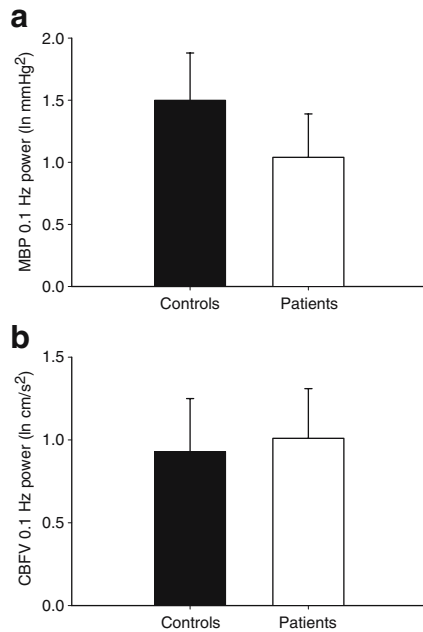 a
MBP 0.1 Hz power (ln mmHg²)
2.0
1.5
1.0
0.5
0.0
Controls Patients
b
CBFV 0.1 Hz power (ln cm/s²)
1.5
1.0
0.5
0.0
Controls Patients